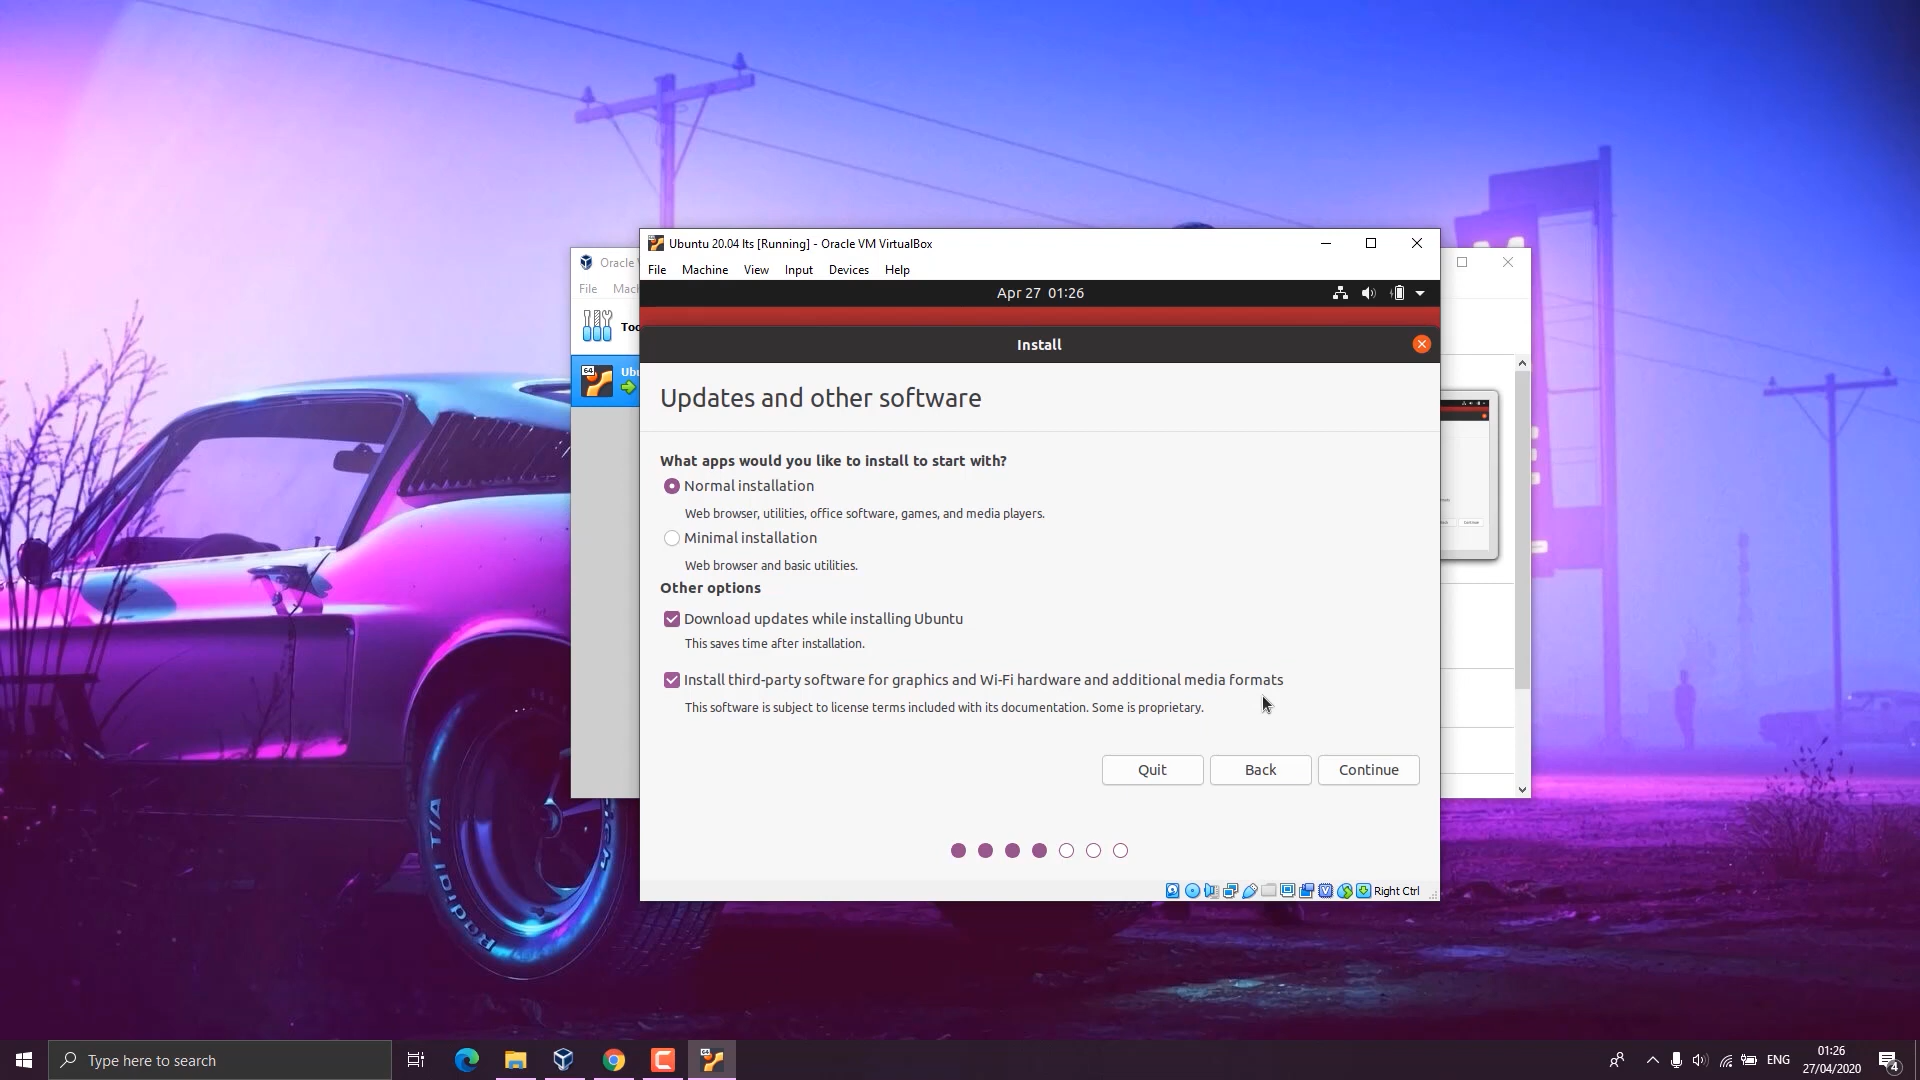 Ubuntu 20.04 lts [Running] - Oracle VM VirtualBox
File Machine View Input Devices Help
Oracle
File
Apr 27 01:26
Install
64
Updates and other software
What apps would you like to install to start with?
Normal installation
Web browser, utilities, office software, games, and media players.
Minimal installation
Web browser and basic utilities.
Other options
Download updates while installing Ubuntu
This saves time after installation.
Install third-party software for graphics and Wi-Fi hardware and additional media formats
This software is subject to license terms included with its documentation. Some is proprietary.
Quit Back Continue
Right Ctrl
Radial T/A
Type here to search
64
ENG
01:26
27/04/2020
4